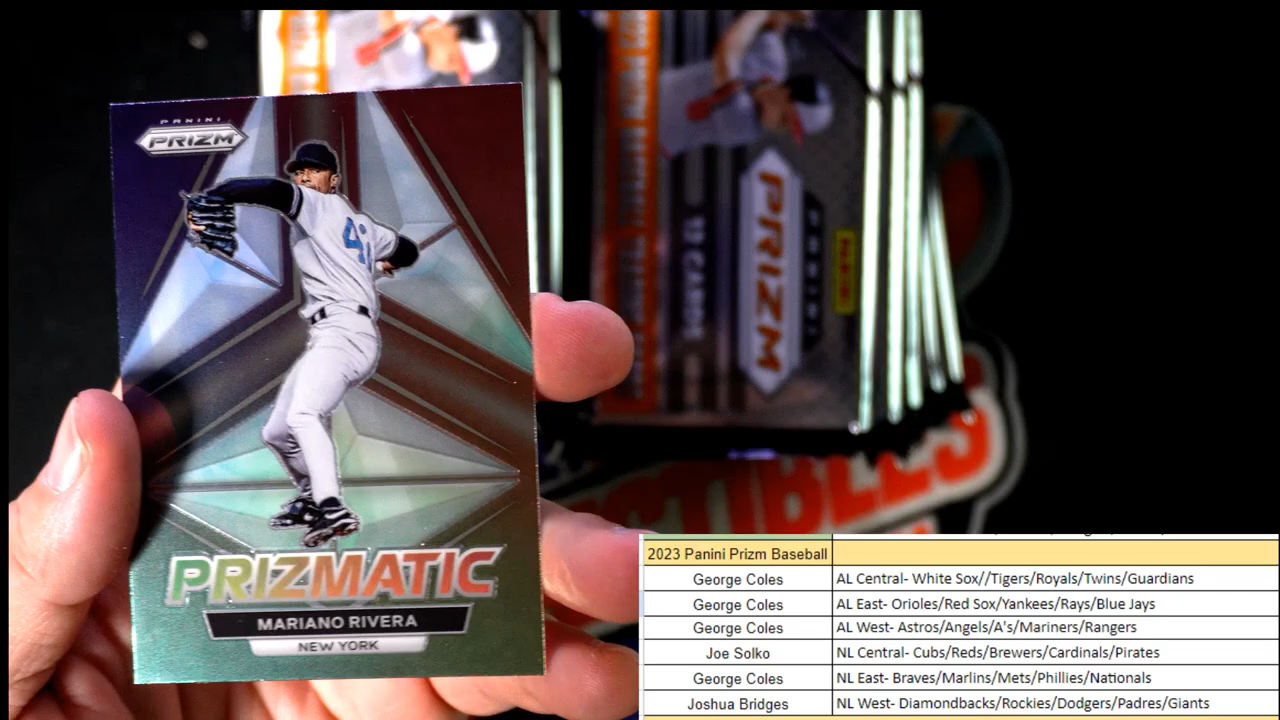 PANINI
PRIZM
42
PRIZMATIC
MARIANO RIVERA
NEW YORK
PANINI
PRIZM
12 CARDS
2023 Panini Prizm Baseball
George Coles AL Central- White Sox//Tigers/Royals/Twins/Guardians
George Coles AL East- Orioles/Red Sox/Yankees/Rays/Blue Jays
George Coles AL West- Astros/Angels/A's/Mariners/Rangers
Joe Solko NL Central- Cubs/Reds/Brewers/Cardinals/Pirates
George Coles NL East- Braves/Marlins/Mets/Phillies/Nationals
Joshua Bridges NL West- Diamondbacks/Rockies/Dodgers/Padres/Giants